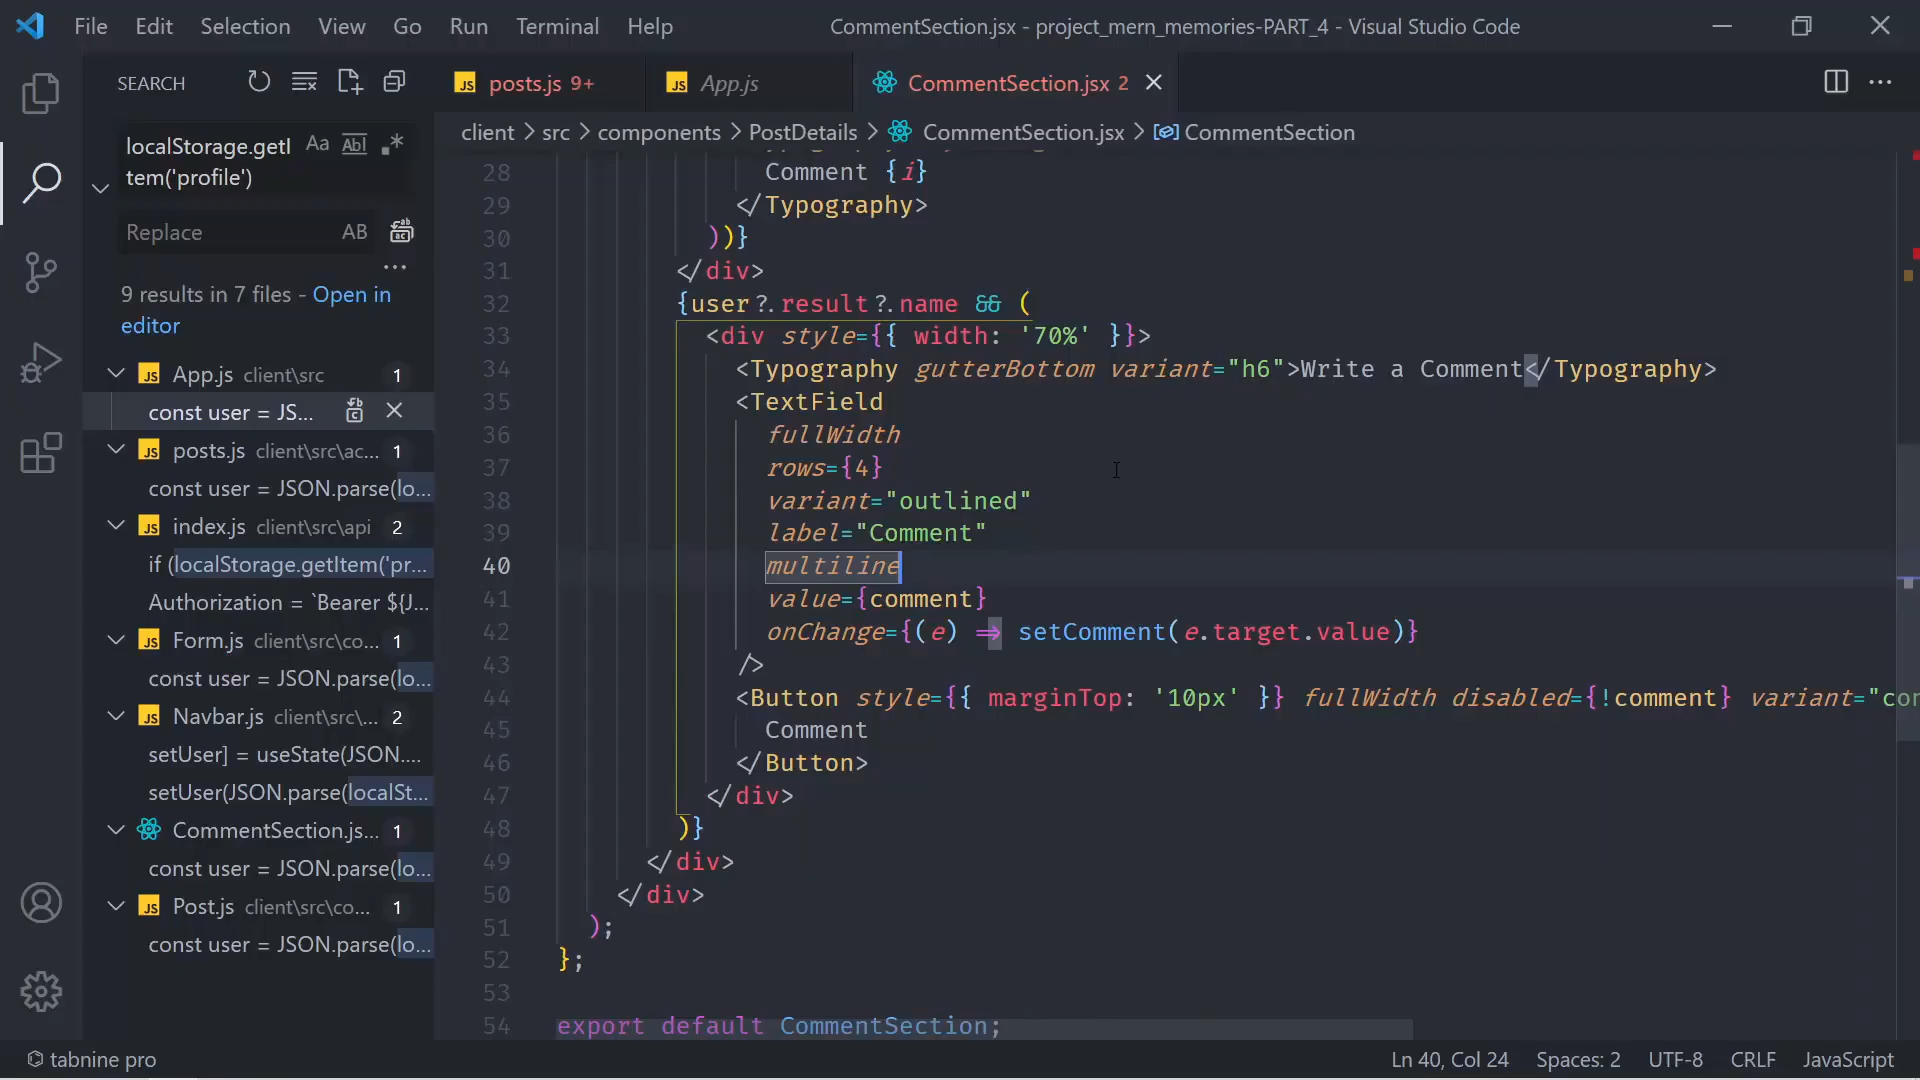 File Edit Selection View Go Run Terminal Help CommentSection.jsx - project_mern_memories-PART_4 - Visual Studio Code
SEARCH
localStorage.getI
tem('profile')
Aa Abl .*
Replace AB
...
9 results in 7 files - Open in
editor
App.js client\src 1
const user = JS...
posts.js client\src\ac... 1
const user = JSON.parse(lo...
index.js client\src\api 2
if (localStorage.getItem('pr...
Authorization = `Bearer ${J...
Form.js client\src\co... 1
const user = JSON.parse(lo...
Navbar.js client\src\... 2
setUser] = useState(JSON....
setUser(JSON.parse(localSt...
CommentSection.js... 1
const user = JSON.parse(lo...
Post.js client\src\co... 1
const user = JSON.parse(lo...
JS posts.js 9+ JS App.js CommentSection.jsx 2
client > src > components > PostDetails > CommentSection.jsx > CommentSection
28 Comment {i}
29 </Typography>
30 ))}
31 </div>
32 {user?.result?.name && (
33 <div style={{ width: '70%' }}>
34 <Typography gutterBottom variant="h6">Write a Comment</Typography>
35 <TextField
36 fullWidth
37 rows={4}
38 variant="outlined"
39 label="Comment"
40 multiline
41 value={comment}
42 onChange={(e) => setComment(e.target.value)}
43 />
44 <Button style={{ marginTop: '10px' }} fullWidth disabled={!comment} variant="con
45 Comment
46 </Button>
47 </div>
48 )}
49 </div>
50 </div>
51 );
52 };
53
54 export default CommentSection;
tabnine pro Ln 40, Col 24 Spaces: 2 UTF-8 CRLF JavaScript